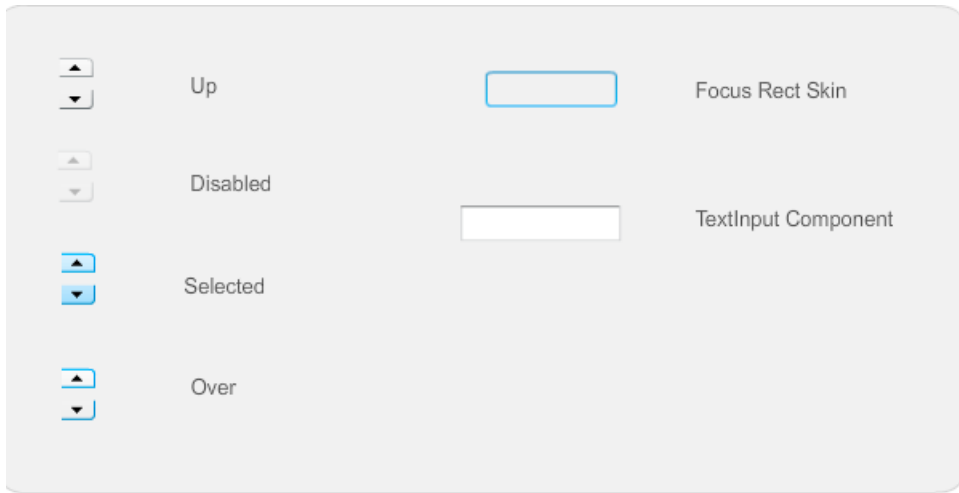 Up
Focus Rect Skin
Disabled
TextInput Component
Selected
Over